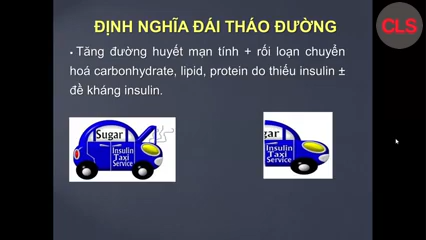 ĐỊNH NGHĨA ĐÁI THÁO ĐƯỜNG
CLS
• Tăng đường huyết mạn tính + rối loạn chuyển
hoá carbonhydrate, lipid, protein do thiếu insulin ±
đề kháng insulin.
Sugar
Insulin
Taxi
Service
gar
Insulin
Taxi
Service